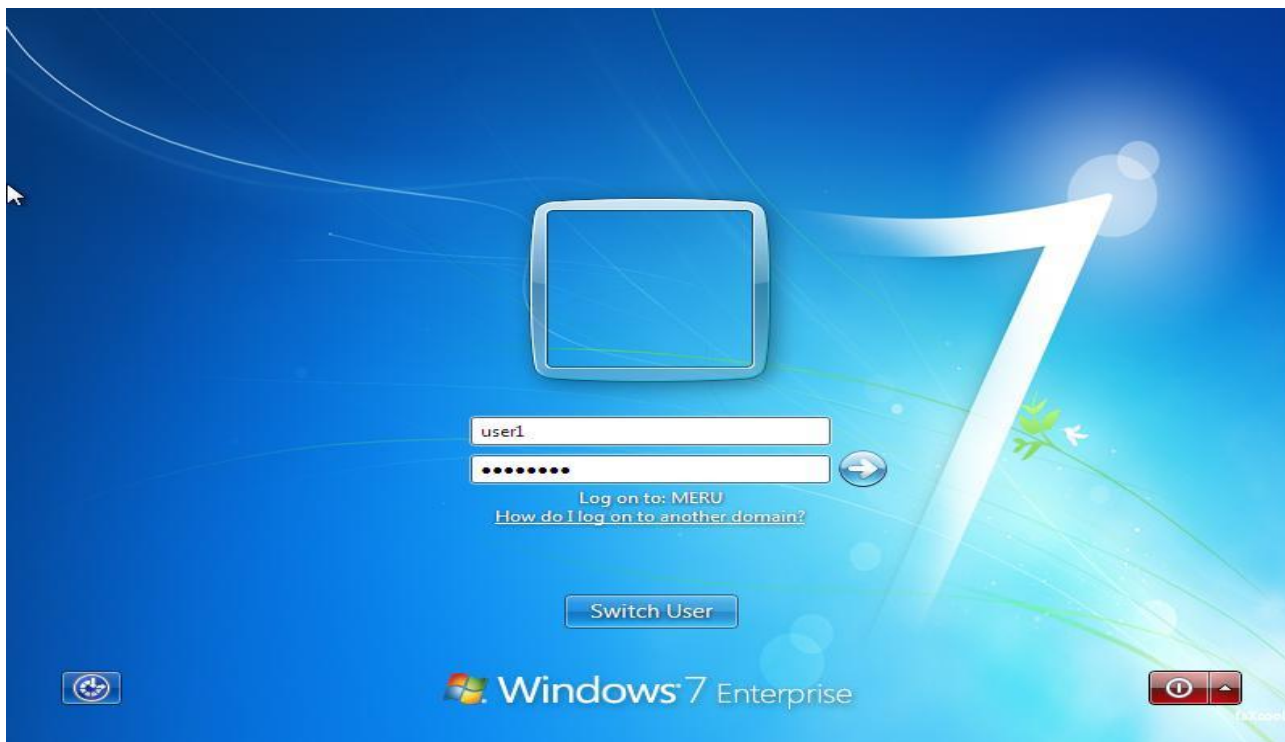 user1
Log on to: MERU
How do I log on to another domain?
Switch User
Windows 7 Enterprise